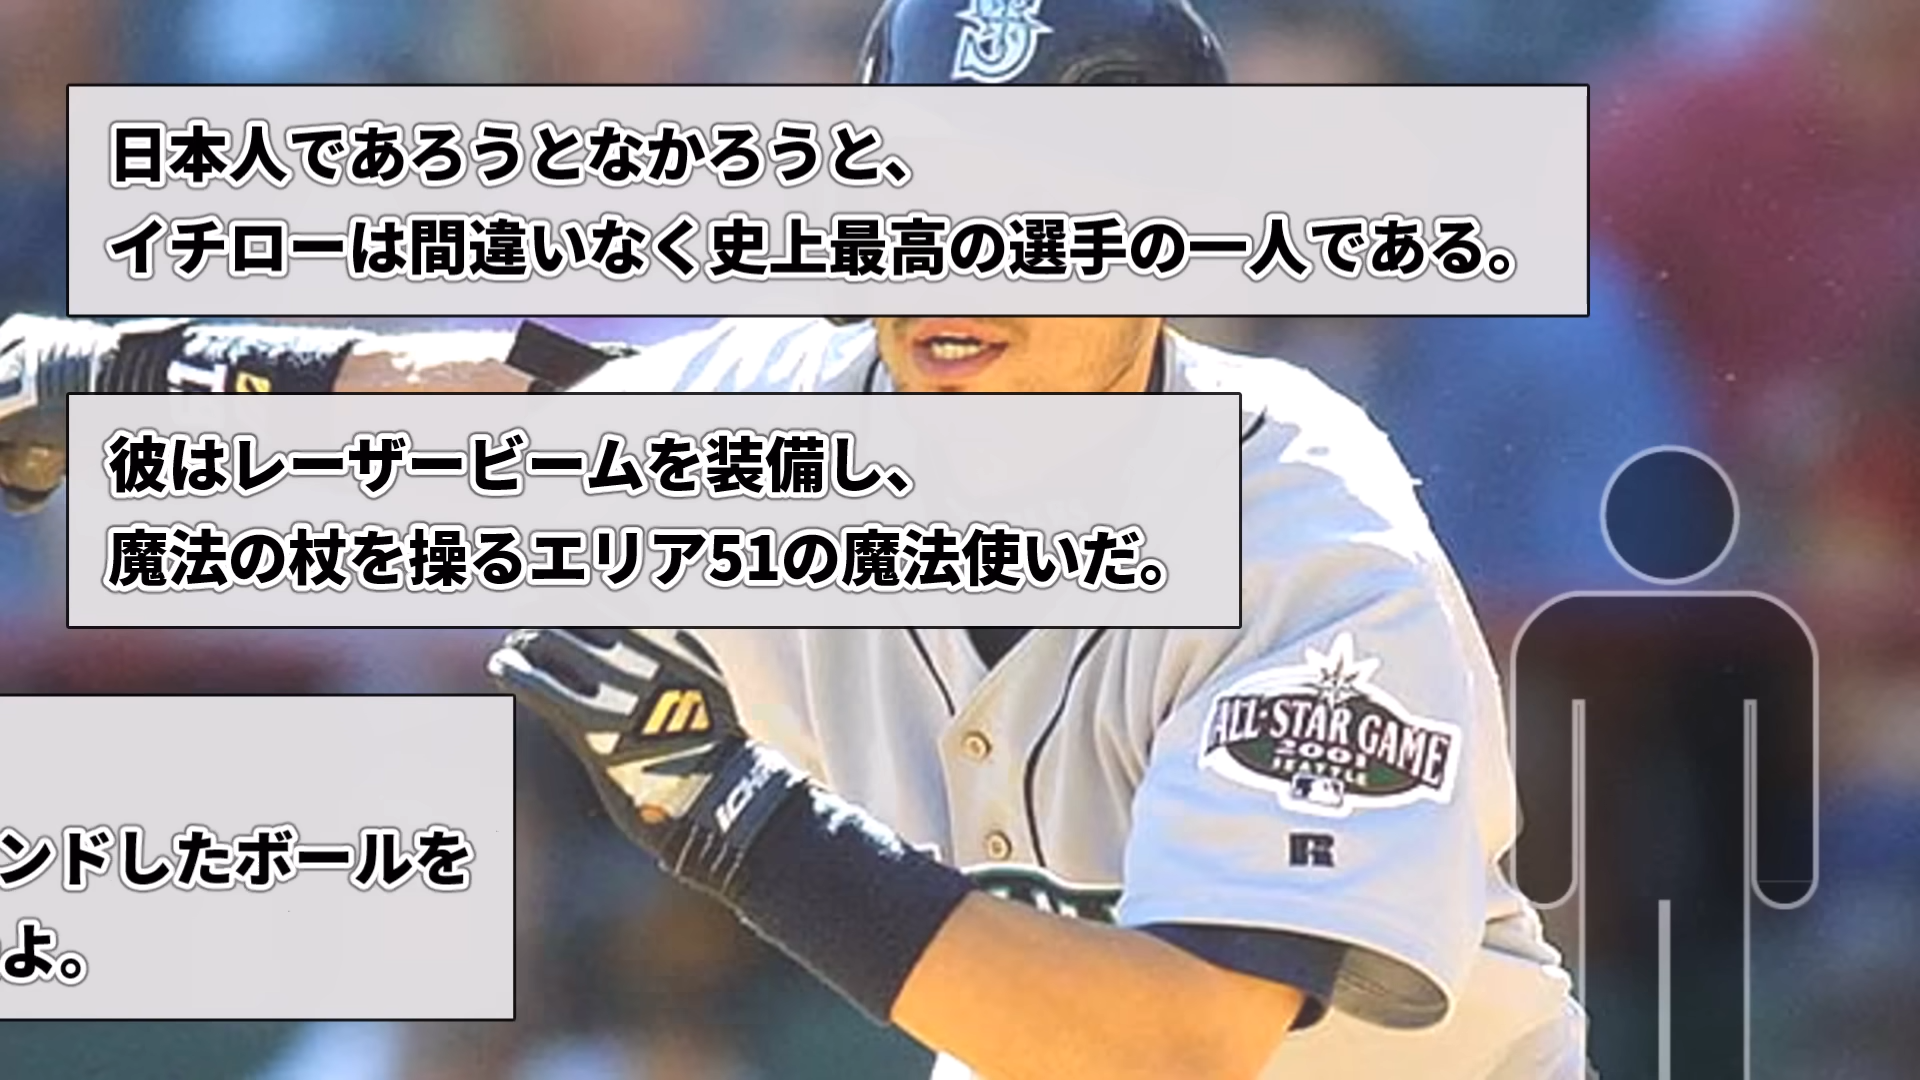 日本人であろうとなかろうと、
イチローは間違いなく史上最高の選手の一人である。
彼はレーザービームを装備し、
魔法の杖を操るエリア51の魔法使いだ。
ンドしたボールを
よ。
ALL-STAR GAME
2001
SEATTLE
R